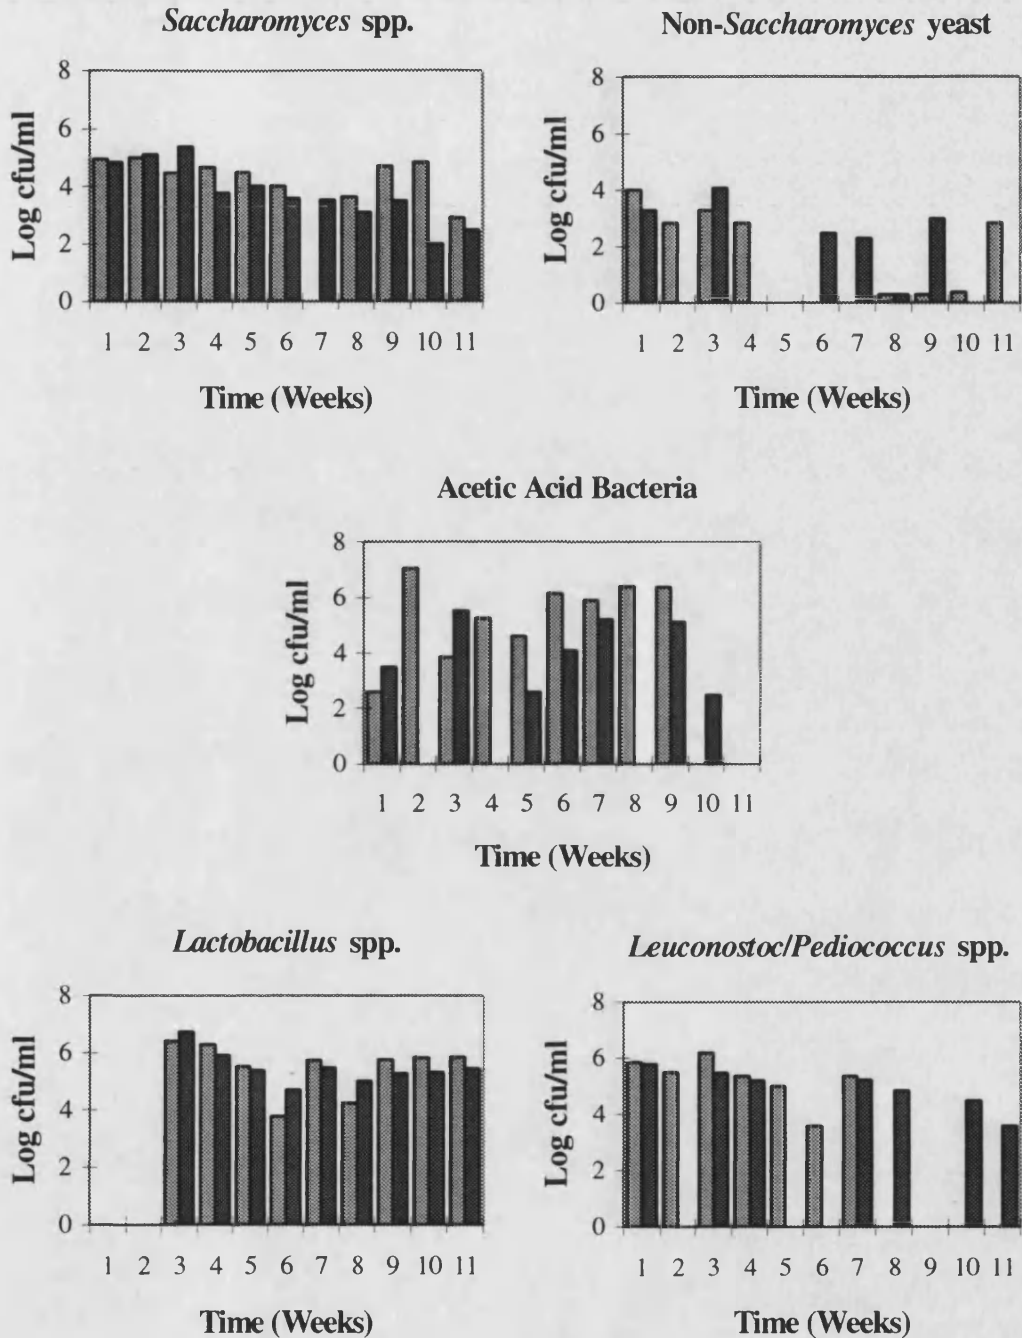 Saccharomyces spp.
8
6
4
2
0
Log cfu/ml
1 2 3 4 5 6 7 8 9 10 11
Time (Weeks)
Non-Saccharomyces yeast
8
6
4
2
0
Log cfu/ml
1 2 3 4 5 6 7 8 9 10 11
Time (Weeks)
Acetic Acid Bacteria
8
6
4
2
0
Log cfu/ml
1 2 3 4 5 6 7 8 9 10 11
Time (Weeks)
Lactobacillus spp.
8
6
4
2
0
Log cfu/ml
1 2 3 4 5 6 7 8 9 10 11
Time (Weeks)
Leuconostoc/Pediococcus spp.
8
6
4
2
0
Log cfu/ml
1 2 3 4 5 6 7 8 9 10 11
Time (Weeks)